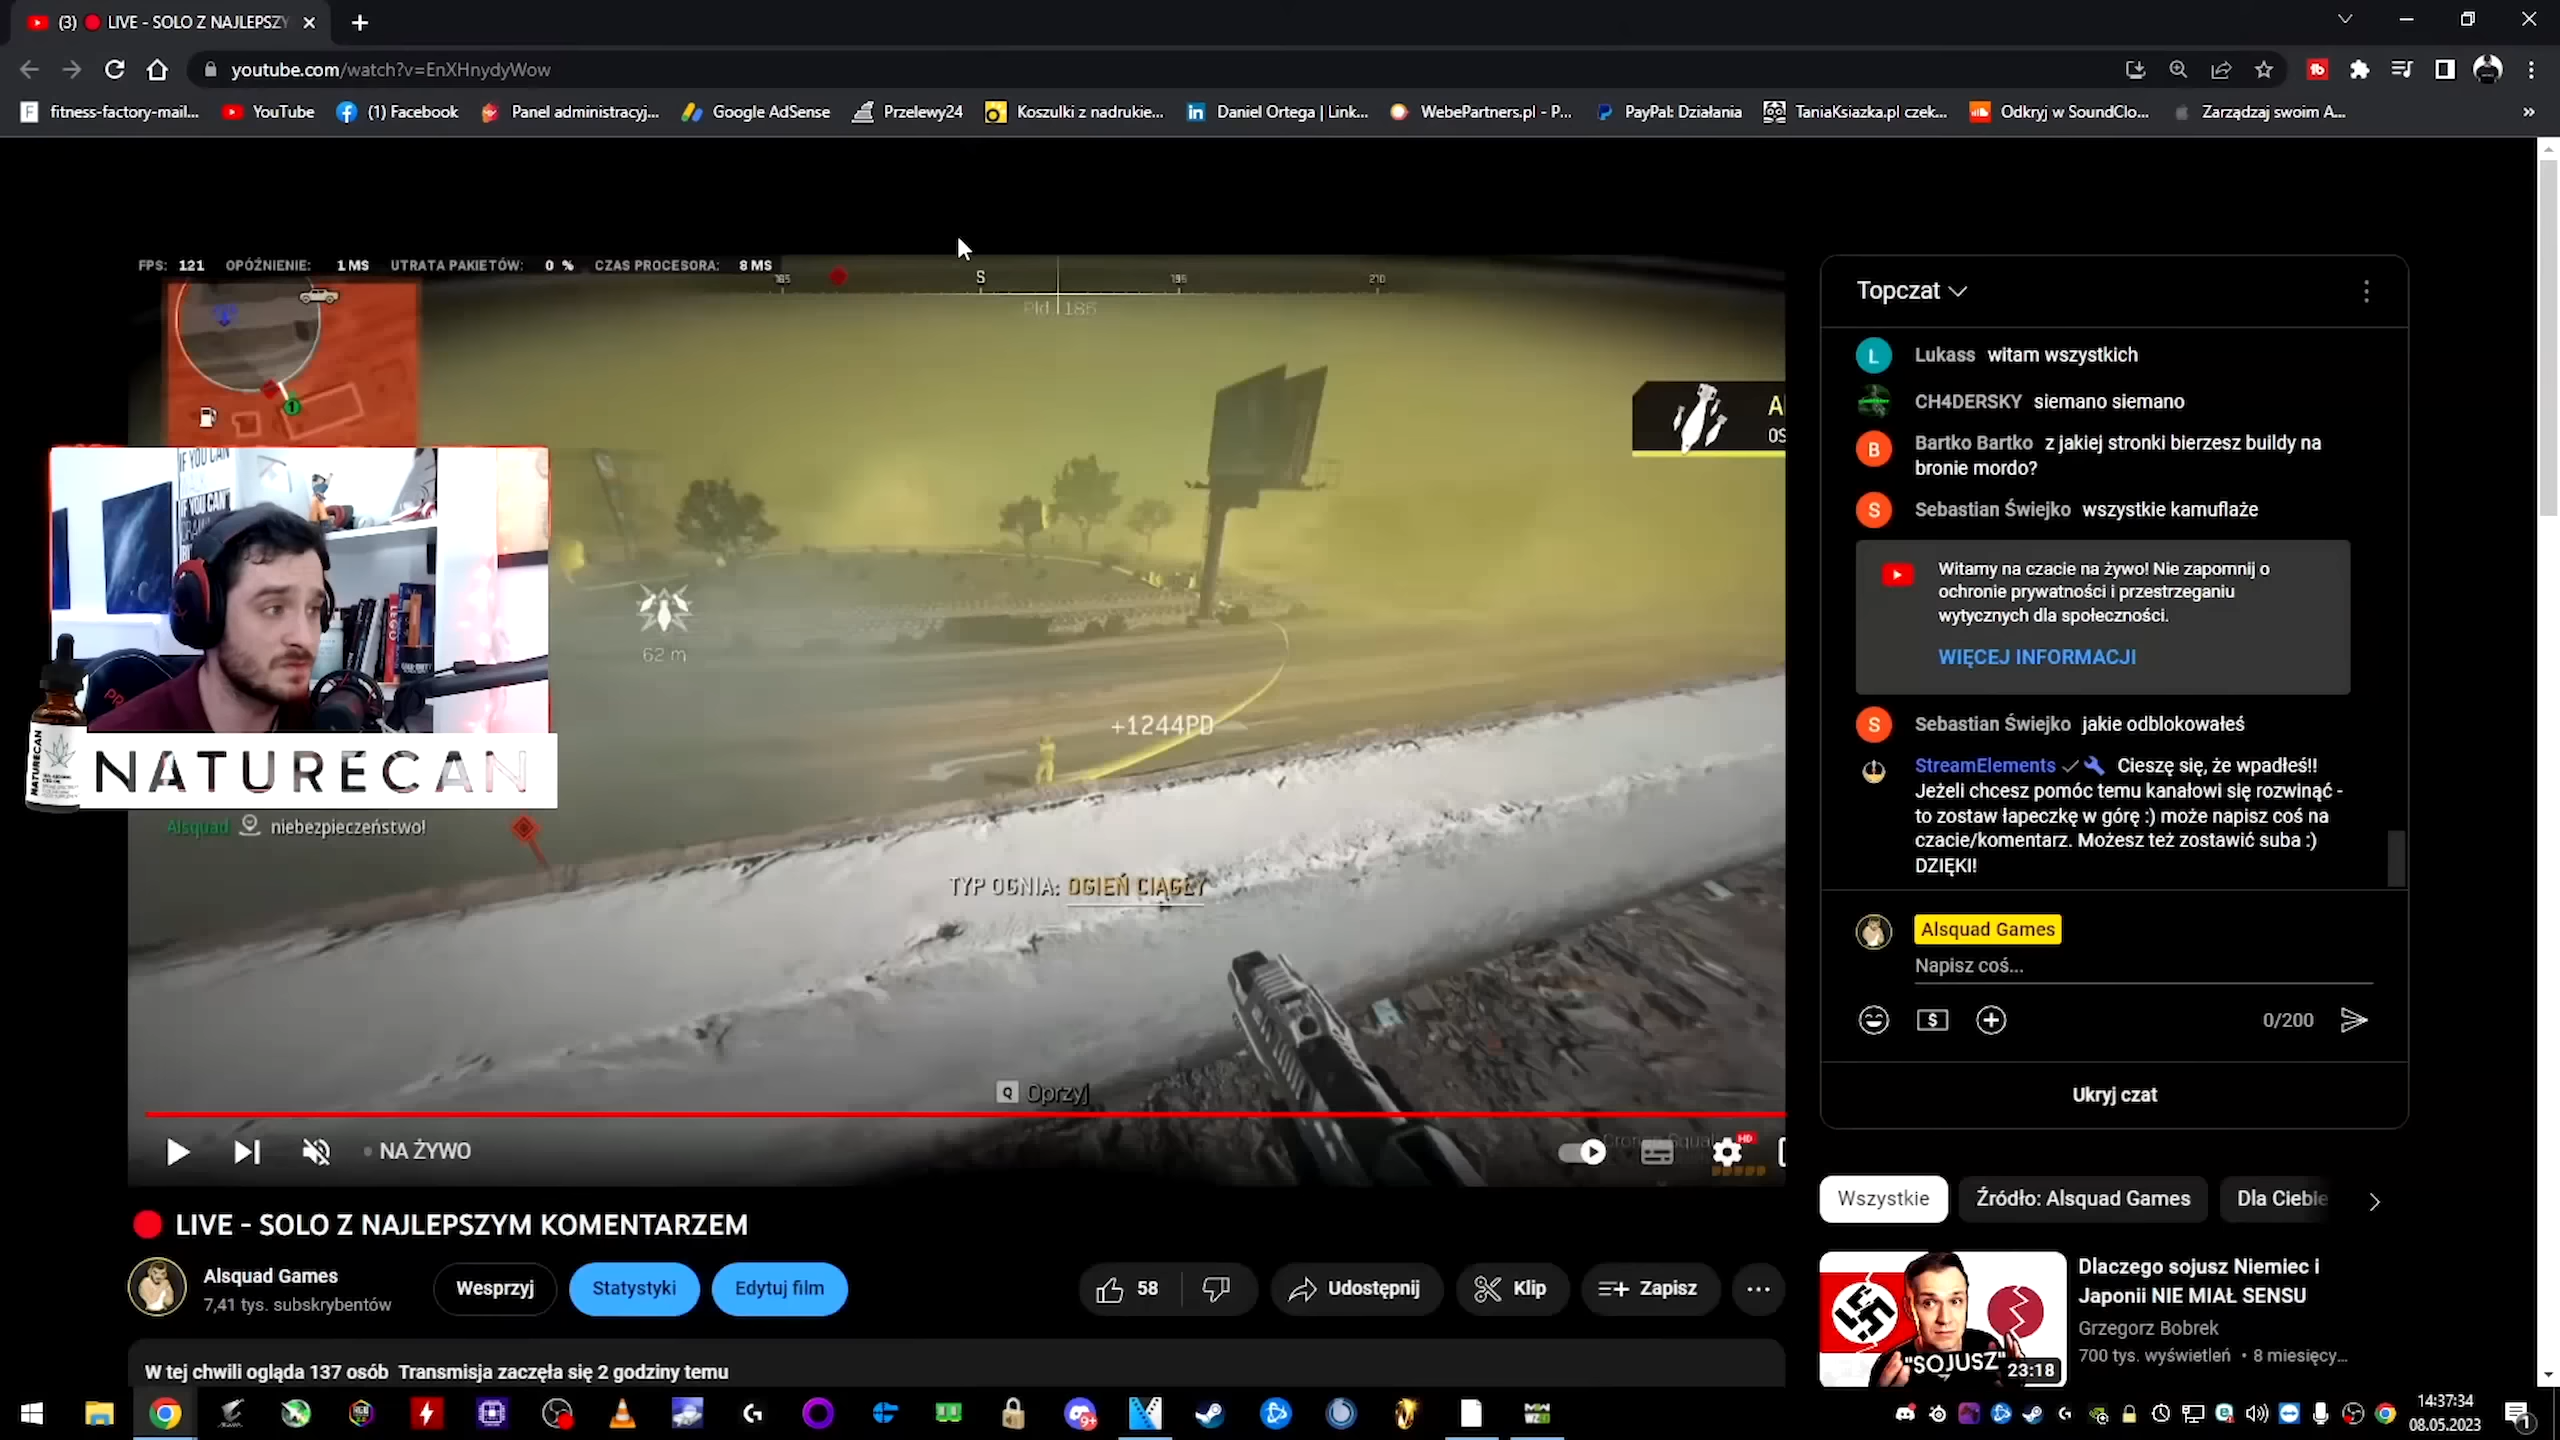 (3) LIVE - SOLO Z NAJLEPSZY
youtube.com/watch?v=EnXHnydyWow
fitness-factory-mail...
YouTube
(1) Facebook
Panel administracyj...
Google AdSense
Przelewy24
Koszulki z nadrukie...
Daniel Ortega | Link...
WebePartners.pl - P...
PayPal: Działania
TaniaKsiazka.pl czek...
Odkryj w SoundClo...
Zarządzaj swoim A...
FPS: 121 OPÓŹNIENIE: 1 MS UTRATA PAKIETÓW: 0 % CZAS PROCESORA: 8 MS
165 S 195 210
Płd. 185
62 m
+1244PD
NATURECAN
NATURECAN
Alsquad niebezpieczeństwo!
TYP OGNIA: OGIEŃ CIĄGŁY
Q Oprzyj
NA ŻYWO
HD
LIVE - SOLO Z NAJLEPSZYM KOMENTARZEM
Alsquad Games
7,41 tys. subskrybentów
Wesprzyj
Statystyki
Edytuj film
58
Udostępnij
Klip
Zapisz
W tej chwili ogląda 137 osób Transmisja zaczęła się 2 godziny temu
Topczat
L Lukass witam wszystkich
CH4DERSKY siemano siemano
B Bartko Bartko z jakiej stronki bierzesz buildy na
bronie mordo?
S Sebastian Świejko wszystkie kamuflaże
Witamy na czacie na żywo! Nie zapomnij o
ochronie prywatności i przestrzeganiu
wytycznych dla społeczności.
WIĘCEJ INFORMACJI
S Sebastian Świejko jakie odblokowałeś
StreamElements Cieszę się, że wpadłeś!!
Jeżeli chcesz pomóc temu kanałowi się rozwinąć -
to zostaw łapeczkę w górę :) może napisz coś na
czacie/komentarz. Możesz też zostawić suba :)
DZIĘKI!
Alsquad Games
Napisz coś...
0/200
Ukryj czat
Wszystkie
Źródło: Alsquad Games
Dla Ciebie
"SOJUSZ"
23:18
Dlaczego sojusz Niemiec i
Japonii NIE MIAŁ SENSU
Grzegorz Bobrek
700 tys. wyświetleń • 8 miesięcy...
14:37:34
08.05.2023